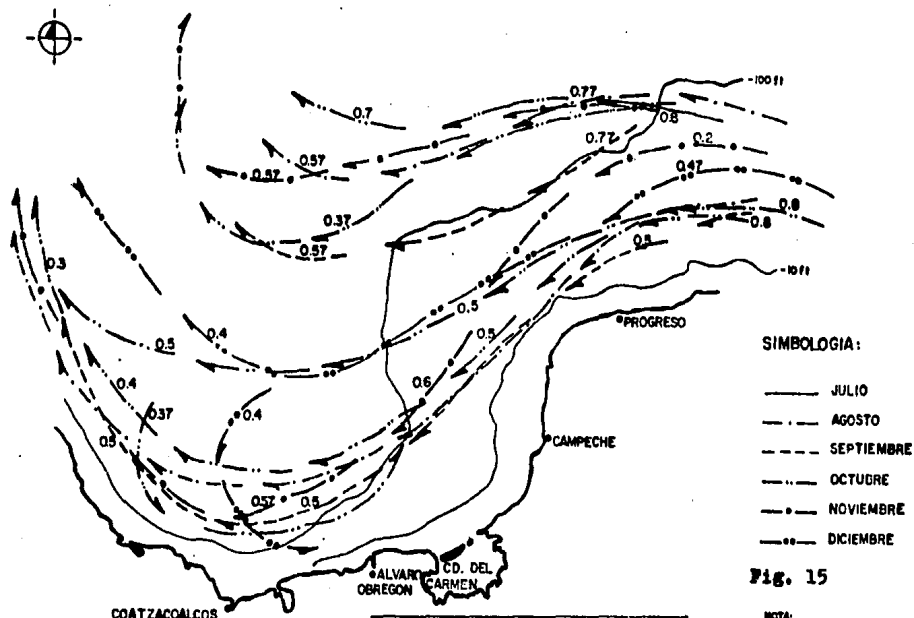 -100 ft
0.77
0.7
0.8
0.77
0.2
0.57
0.57
0.47
0.37
0.8
0.57
0.8
0.5
0.3
-10 ft
0.5
PROGRESO
0.4
0.5
0.5
SIMBOLOGIA:
0.4
0.6
JULIO
0.37
0.4
AGOSTO
0.5
CAMPECHE
SEPTIEMBRE
OCTUBRE
0.57
0.5
NOVIEMBRE
DICIEMBRE
CD. DEL
CARMEN
ALVARO
OBREGON
Fig. 15
COATZACOALCOS
NOTA: